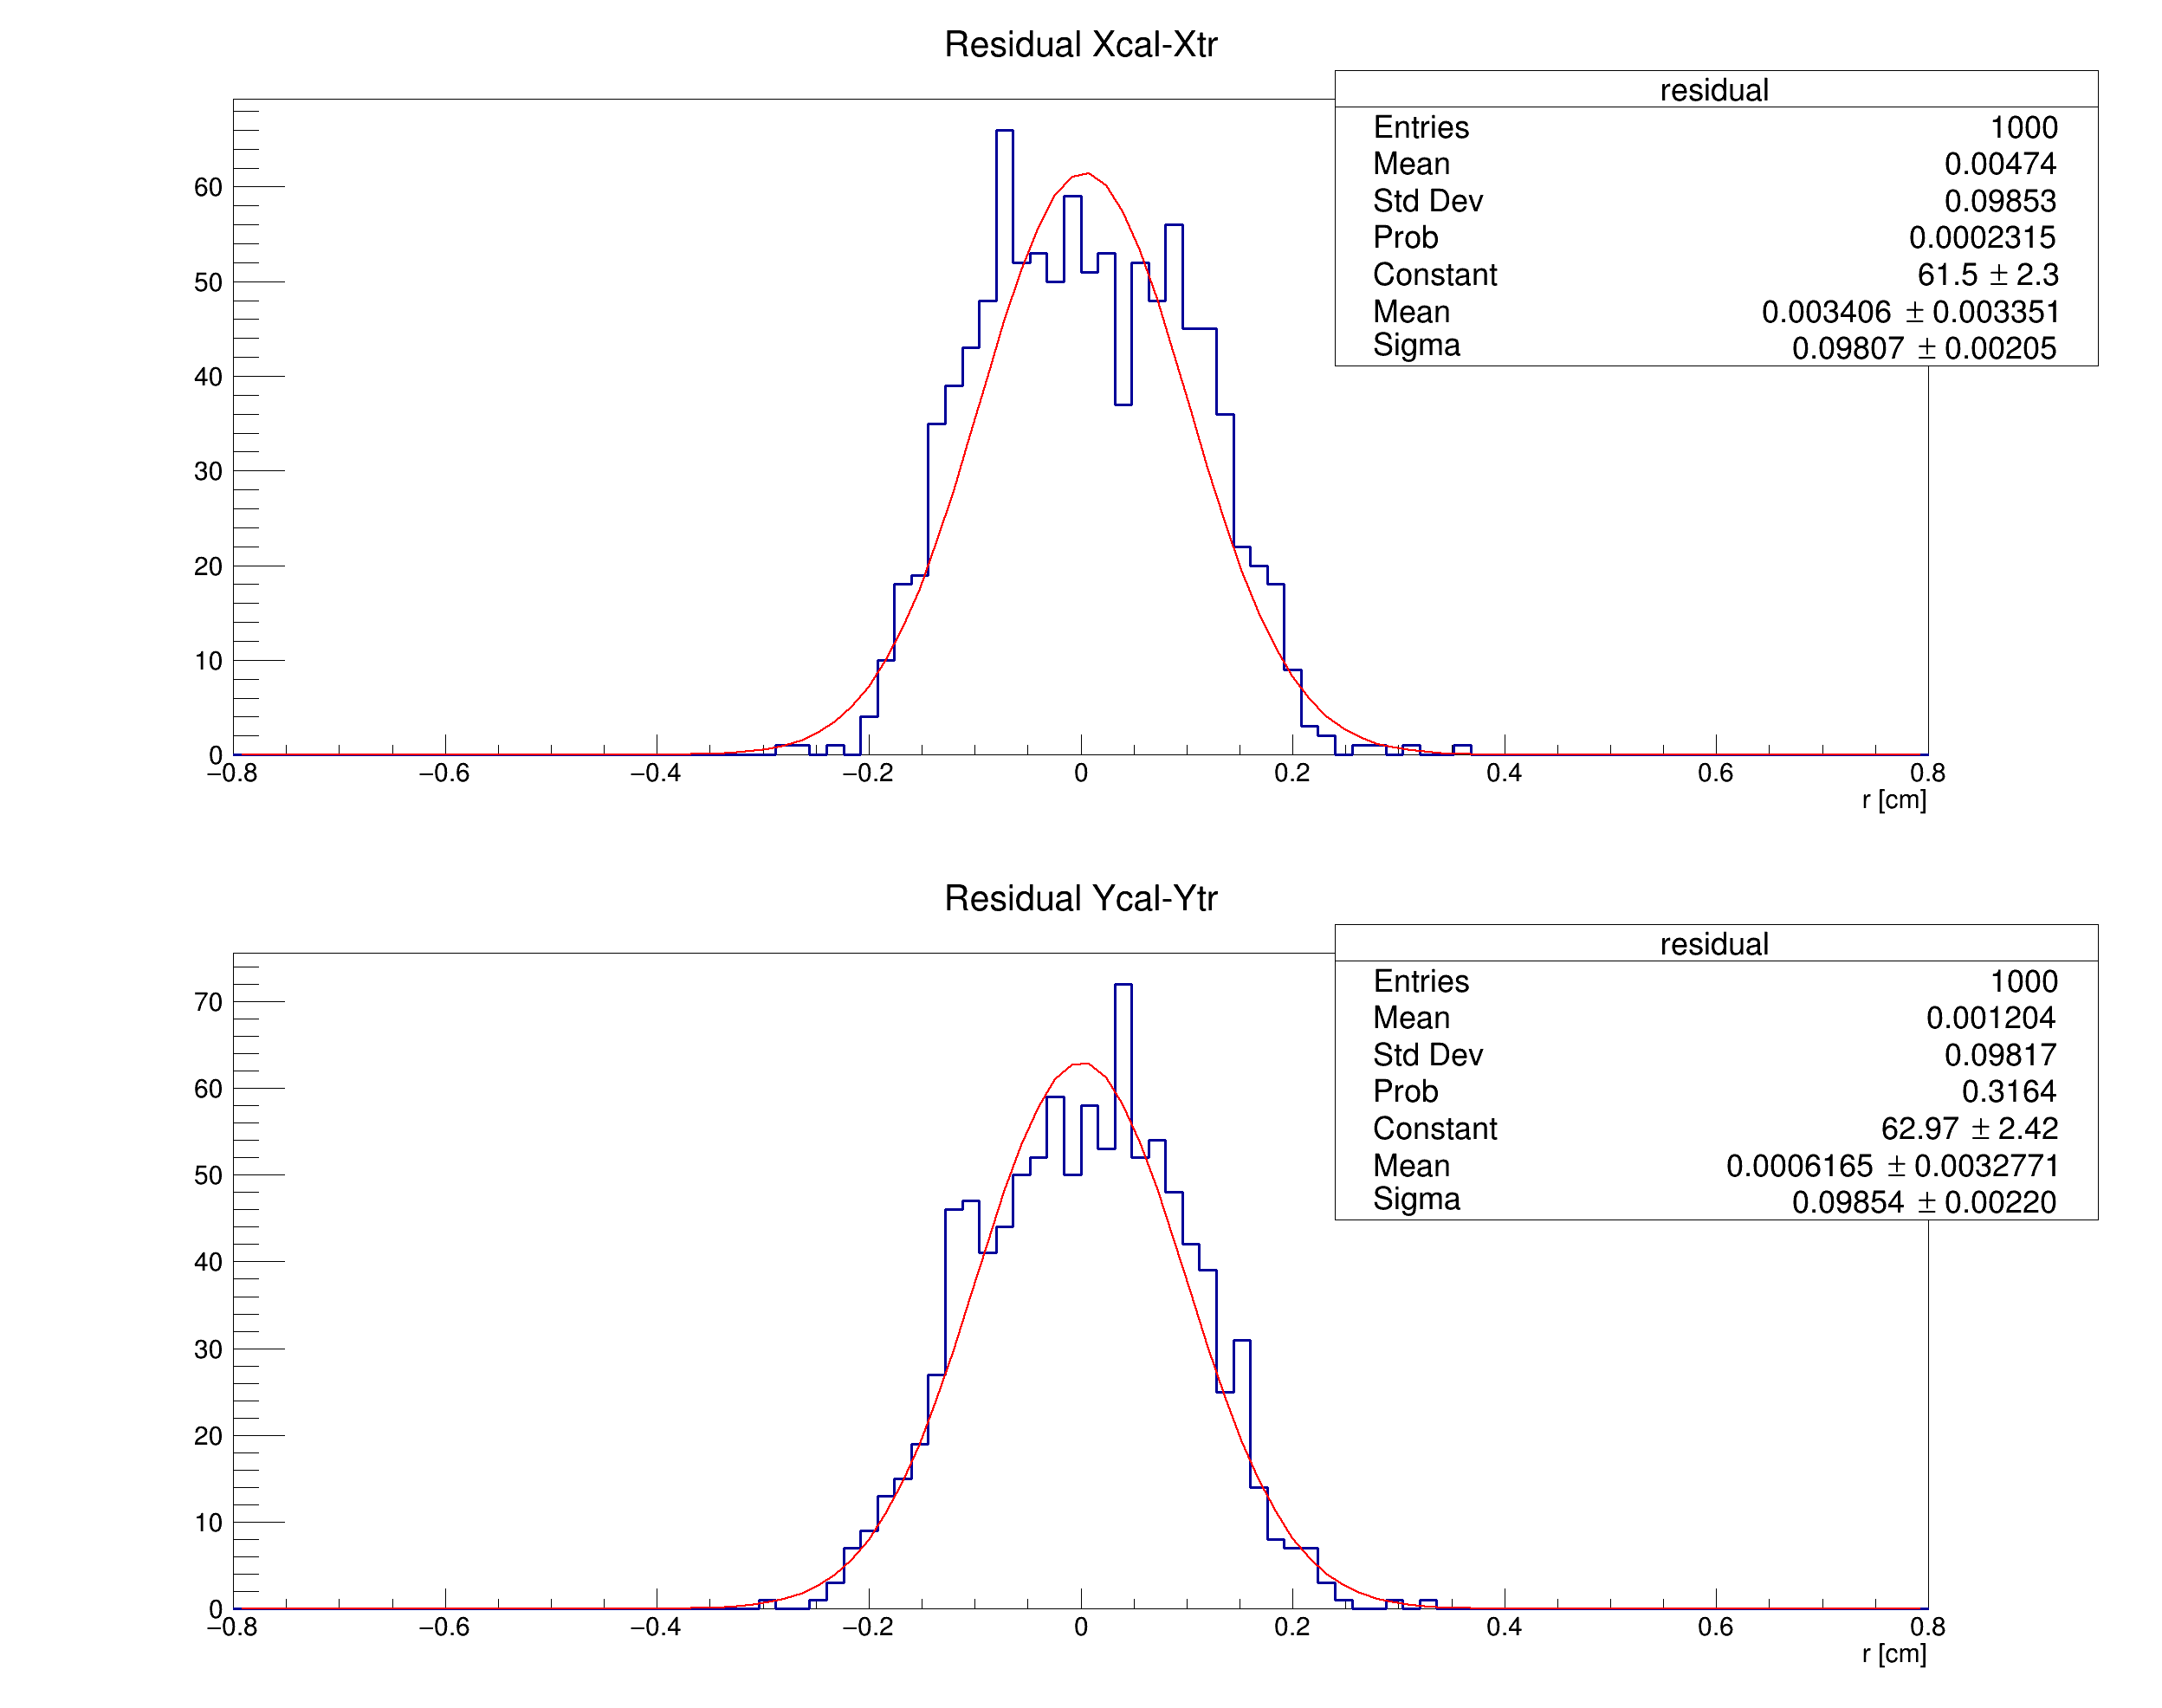 Residual Xcal-Xtr
residual
Entries 1000
Mean 0.00474
Std Dev 0.09853
Prob 0.0002315
Constant 61.5 ± 2.3
Mean 0.003406 ± 0.003351
Sigma 0.09807 ± 0.00205
60
50
40
30
20
10
0
−0.8 −0.6 −0.4 −0.2 0 0.2 0.4 0.6 0.8
r [cm]
Residual Ycal-Ytr
residual
Entries 1000
Mean 0.001204
Std Dev 0.09817
Prob 0.3164
Constant 62.97 ± 2.42
Mean 0.0006165 ± 0.0032771
Sigma 0.09854 ± 0.00220
70
60
50
40
30
20
10
0
−0.8 −0.6 −0.4 −0.2 0 0.2 0.4 0.6 0.8
r [cm]